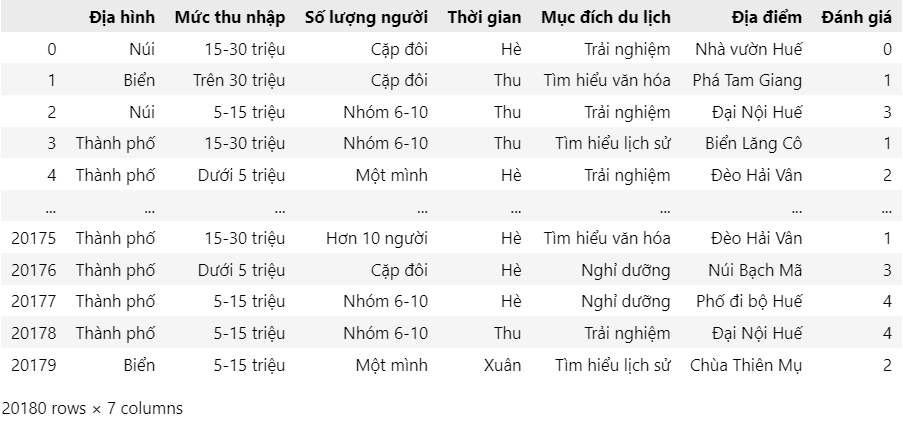 Địa hình Mức thu nhập Số lượng người Thời gian Mục đích du lịch Địa điểm Đánh giá
0 Núi 15-30 triệu Cặp đôi Hè Trải nghiệm Nhà vườn Huế 0
1 Biển Trên 30 triệu Cặp đôi Thu Tìm hiểu văn hóa Phá Tam Giang 1
2 Núi 5-15 triệu Nhóm 6-10 Thu Trải nghiệm Đại Nội Huế 3
3 Thành phố 15-30 triệu Nhóm 6-10 Thu Tìm hiểu lịch sử Biển Lăng Cô 1
4 Thành phố Dưới 5 triệu Một mình Hè Trải nghiệm Đèo Hải Vân 2
... ... ... ... ... ... ... ...
20175 Thành phố 15-30 triệu Hơn 10 người Hè Tìm hiểu văn hóa Đèo Hải Vân 1
20176 Thành phố Dưới 5 triệu Cặp đôi Hè Nghỉ dưỡng Núi Bạch Mã 3
20177 Thành phố 5-15 triệu Nhóm 6-10 Hè Nghỉ dưỡng Phố đi bộ Huế 4
20178 Thành phố 5-15 triệu Nhóm 6-10 Thu Trải nghiệm Đại Nội Huế 4
20179 Biển 5-15 triệu Một mình Xuân Tìm hiểu lịch sử Chùa Thiên Mụ 2
20180 rows × 7 columns